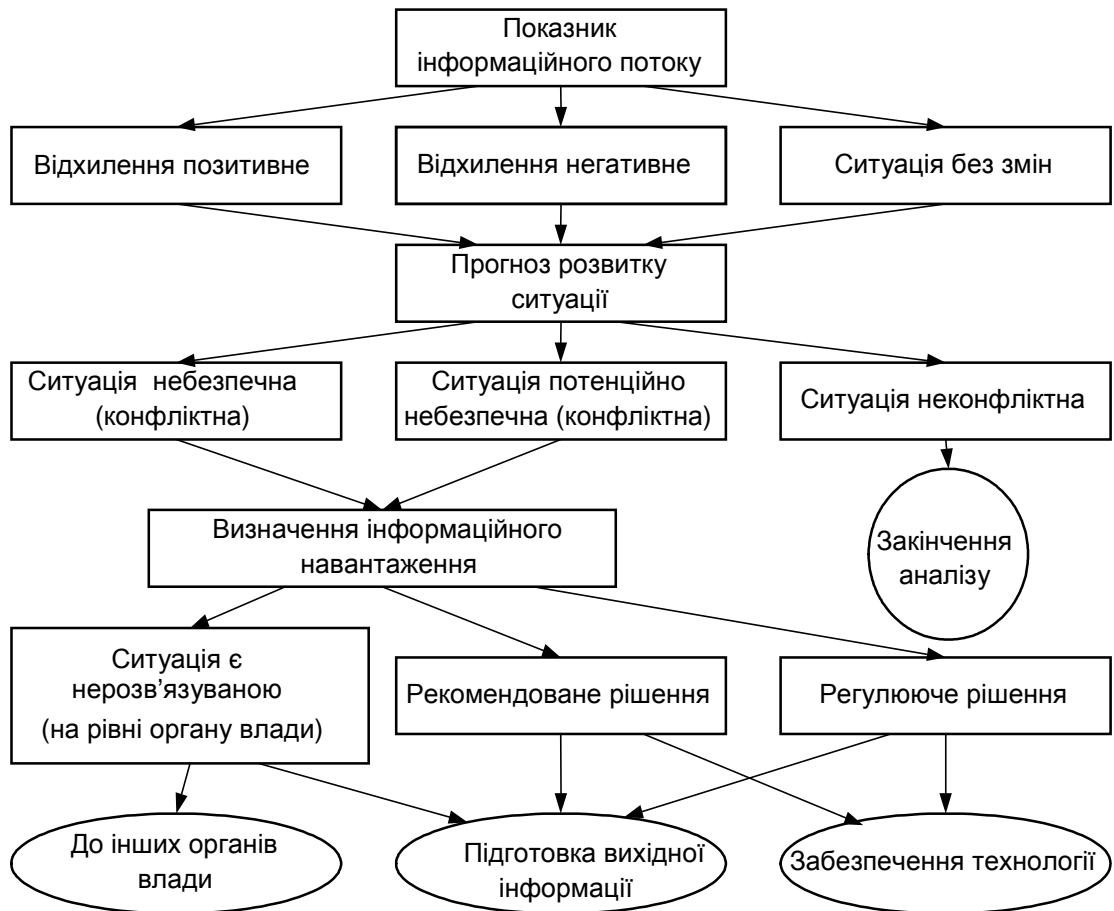 Показник
інформаційного потоку
Відхилення позитивне
Відхилення негативне
Ситуація без змін
Прогноз розвитку
ситуації
Ситуація небезпечна
(конфліктна)
Ситуація потенційно
небезпечна (конфліктна)
Ситуація неконфліктна
Визначення інформаційного
навантаження
Закінчення
аналізу
Ситуація є
нерозв’язуваною
(на рівні органу влади)
Рекомендоване рішення
Регулююче рішення
До інших органів
влади
Підготовка вихідної
інформації
Забезпечення технології